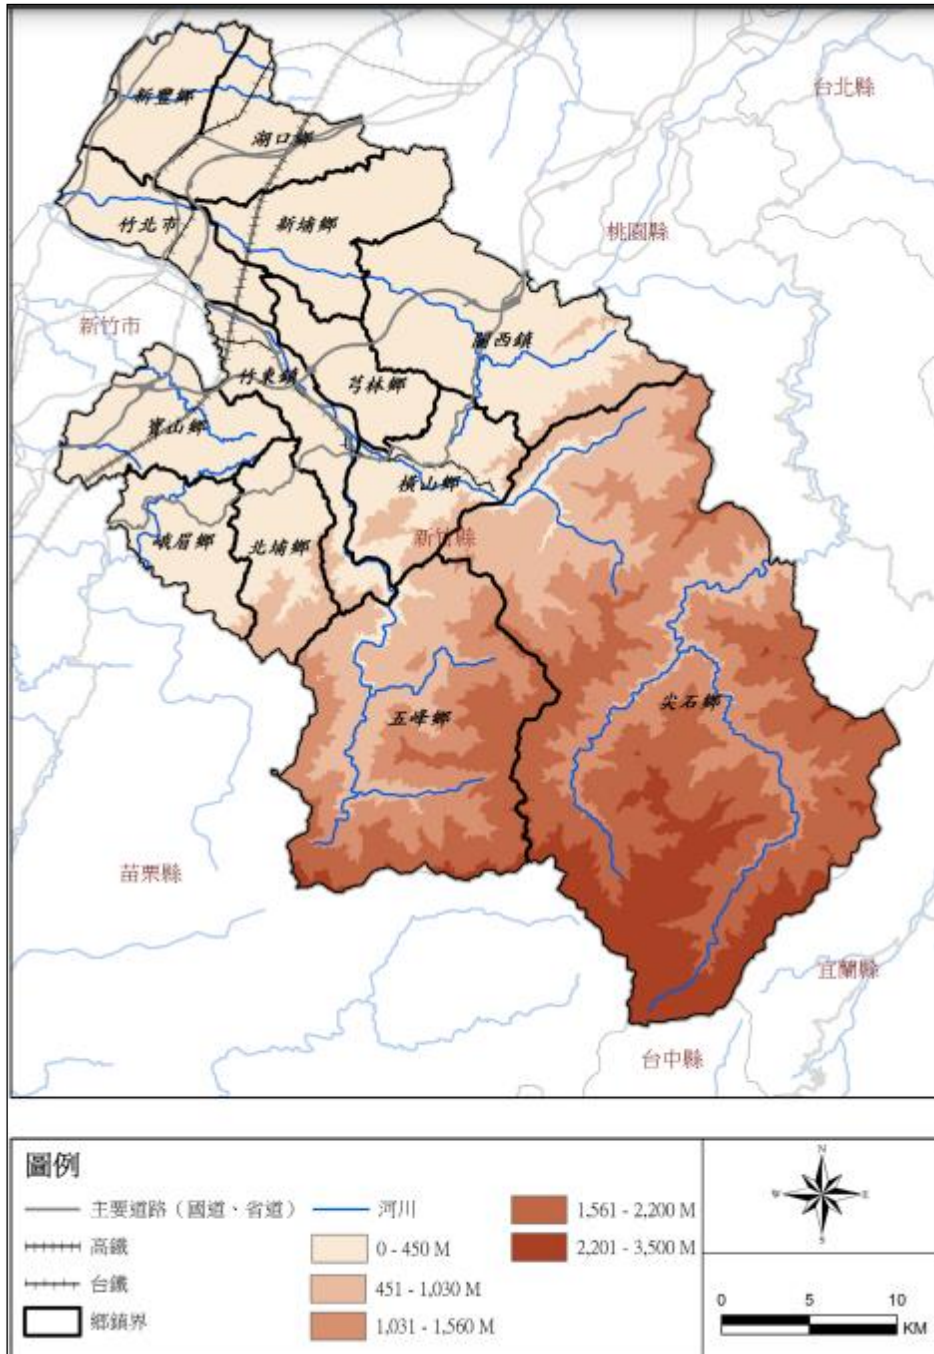 台北縣
新豐鄉
湖口鄉
新埔鄉
竹北市
桃園縣
新竹市
關西鎮
竹東鎮
芎林鄉
寶山鄉
橫山鄉
新竹縣
峨眉鄉
北埔鄉
五峰鄉
尖石鄉
苗栗縣
宜蘭縣
台中縣
圖例
主要道路（國道、省道）
高鐵
台鐵
鄉鎮界
河川
0 - 450 M
451 - 1,030 M
1,031 - 1,560 M
1,561 - 2,200 M
2,201 - 3,500 M
N
W E
S
0 5 10
KM